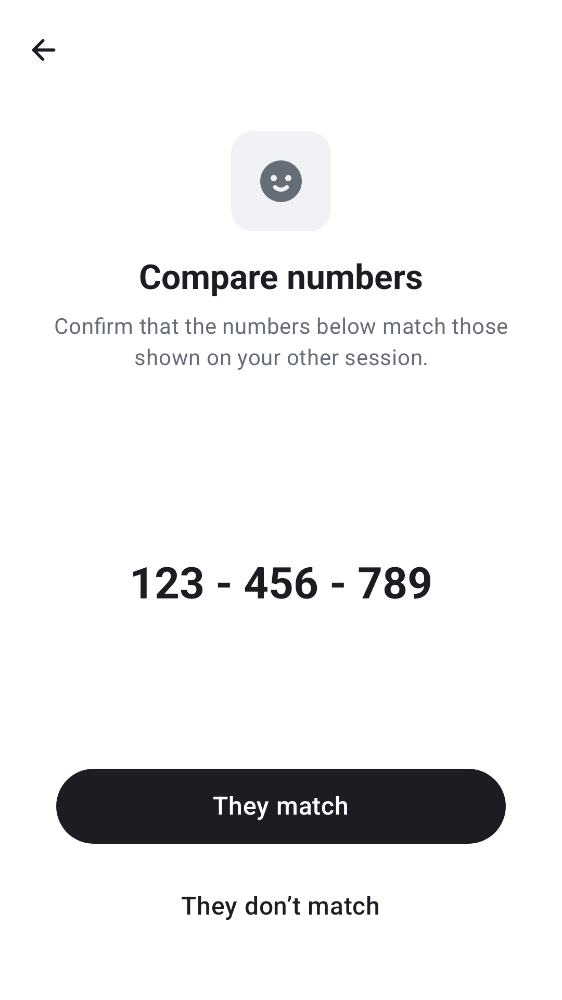 Compare numbers
Confirm that the numbers below match those
shown on your other session.
123 - 456 - 789
They match
They don’t match